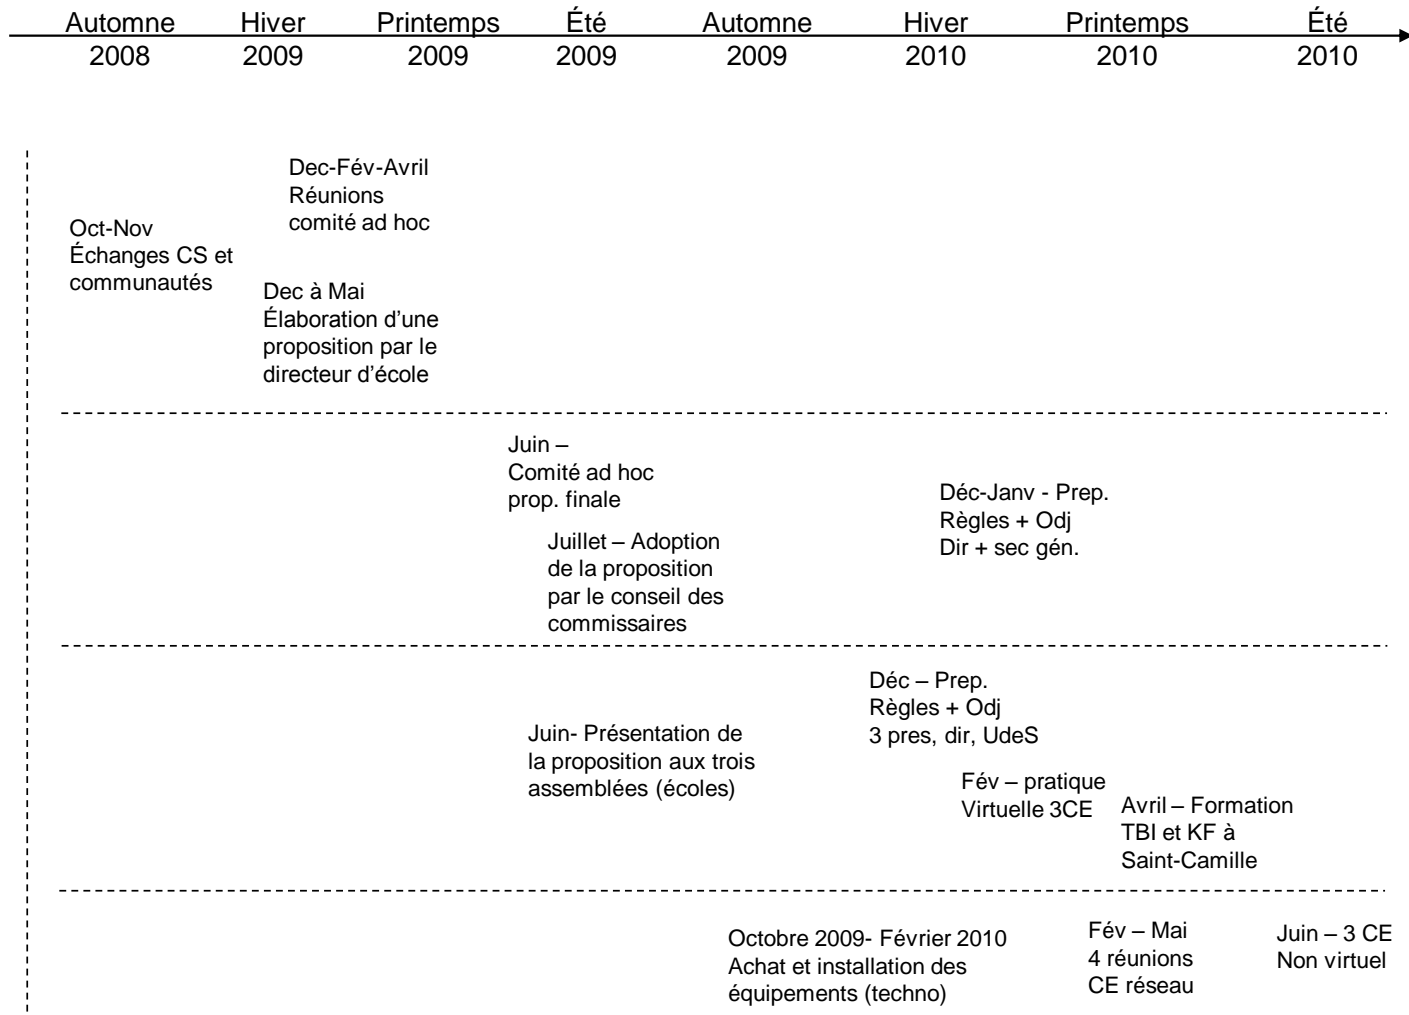 Automne Hiver Printemps Été Automne Hiver Printemps Été
2008 2009 2009 2009 2009 2010 2010 2010
Dec-Fév-Avril
Réunions
comité ad hoc
Oct-Nov
Échanges CS et
communautés
Dec à Mai
Élaboration d'une
proposition par le
directeur d'école
Juin –
Comité ad hoc
prop. finale
Juillet – Adoption
de la proposition
par le conseil des
commissaires
Déc-Janv - Prep.
Règles + Odj
Dir + sec gén.
Juin- Présentation de
la proposition aux trois
assemblées (écoles)
Déc – Prep.
Règles + Odj
3 pres, dir, UdeS
Fév – pratique
Virtuelle 3CE
Avril – Formation
TBI et KF à
Saint-Camille
Octobre 2009- Février 2010
Achat et installation des
équipements (techno)
Fév – Mai
4 réunions
CE réseau
Juin – 3 CE
Non virtuel